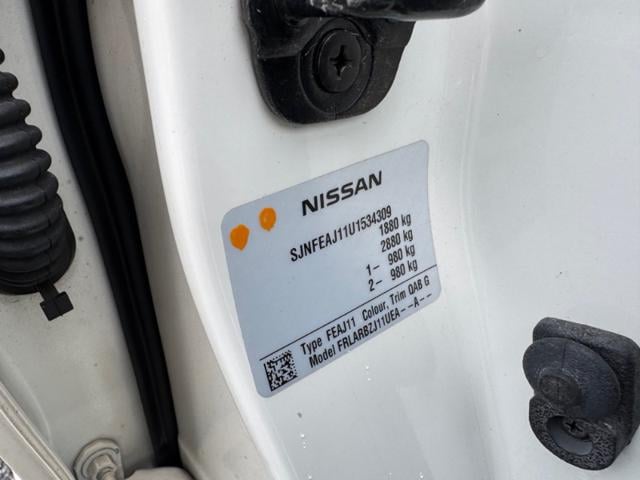 NISSAN
SJNFEAJ11U1534309
1880 kg
2880 kg
1– 980 kg
2– 980 kg
Type FEAJ11 Colour, Trim QAB G
Model FRLARBZJ11UEA--A--